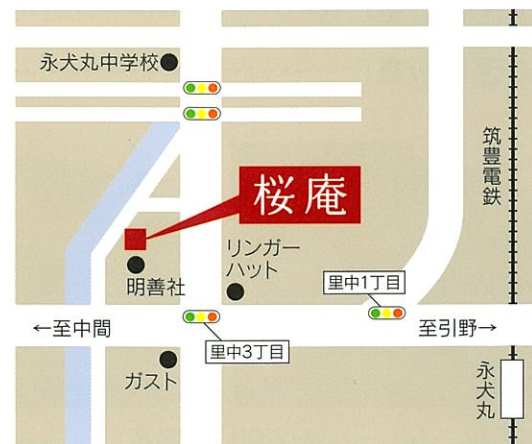 永犬丸中学校
筑豊電鉄
桜庵
リンガー
ハット
明善社
里中1丁目
←至中間
至引野→
里中3丁目
ガスト
永犬丸